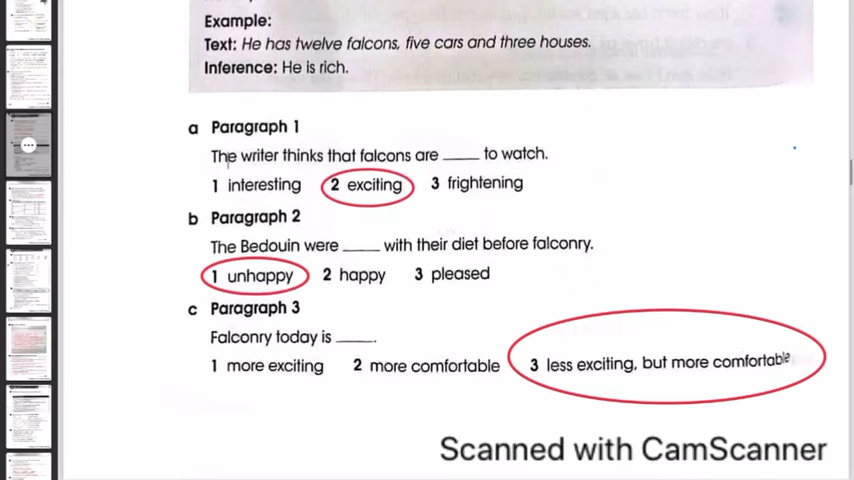 Example:
Text: He has twelve falcons, five cars and three houses.
Inference: He is rich.
a Paragraph 1
The writer thinks that falcons are ____ to watch.
1 interesting 2 exciting 3 frightening
b Paragraph 2
The Bedouin were ____ with their diet before falconry.
1 unhappy 2 happy 3 pleased
c Paragraph 3
Falconry today is ____.
1 more exciting 2 more comfortable 3 less exciting, but more comfortable
Scanned with CamScanner